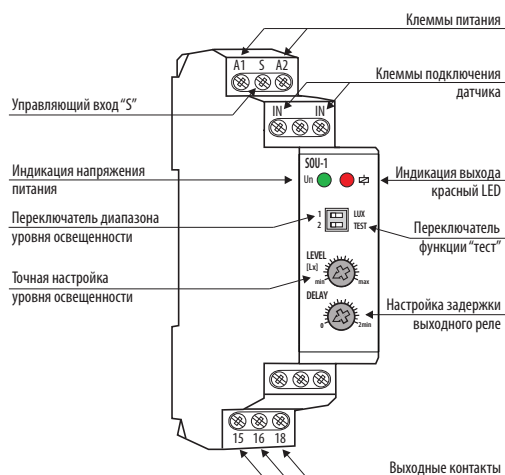 Клеммы питания
A1 S A2
Клеммы подключения
датчика
Управляющий вход "S"
IN IN
SOU-1
Un
Индикация напряжения
питания
Индикация выхода
красный LED
Переключатель диапазона
уровня освещенности
1 LUX
2 TEST
Переключатель
функции "тест"
LEVEL
[Lx]
min max
Точная настройка
уровня освещенности
DELAY
0 2min
Настройка задержки
выходного реле
15 16 18
Выходные контакты